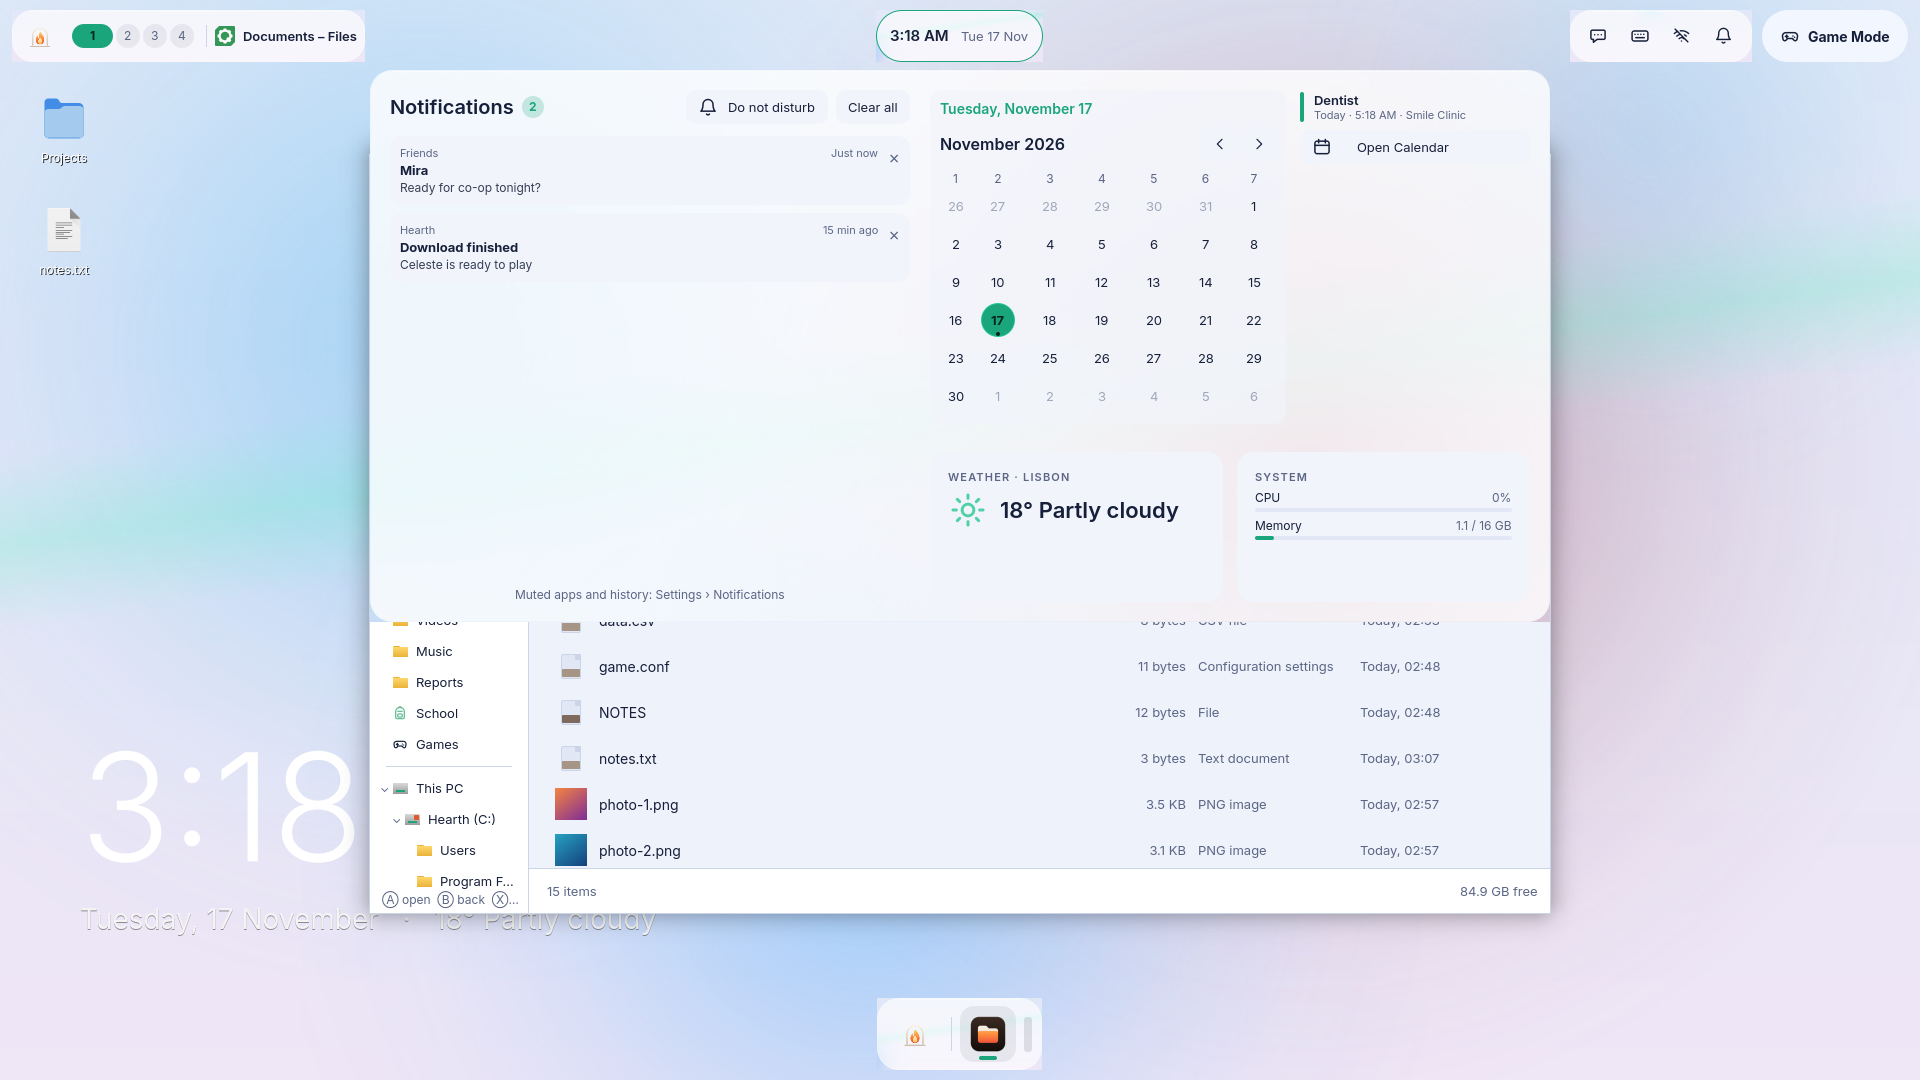 1 2 3 4 Documents – Files
3:18 AM Tue 17 Nov
Game Mode
Projects
notes.txt
Notifications 2
Do not disturb
Clear all
Friends Just now
Mira
Ready for co-op tonight?
Hearth 15 min ago
Download finished
Celeste is ready to play
Muted apps and history: Settings › Notifications
Tuesday, November 17
November 2026
1 2 3 4 5 6 7
26 27 28 29 30 31 1
2 3 4 5 6 7 8
9 10 11 12 13 14 15
16 17 18 19 20 21 22
23 24 25 26 27 28 29
30 1 2 3 4 5 6
Dentist
Today · 5:18 AM · Smile Clinic
Open Calendar
WEATHER · LISBON
18° Partly cloudy
SYSTEM
CPU 0%
Memory 1.1 / 16 GB
Videos
Music
Reports
School
Games
This PC
Hearth (C:)
Users
Program F...
A open B back X...
data.csv
game.conf 11 bytes Configuration settings Today, 02:48
NOTES 12 bytes File Today, 02:48
notes.txt 3 bytes Text document Today, 03:07
photo-1.png 3.5 KB PNG image Today, 02:57
photo-2.png 3.1 KB PNG image Today, 02:57
15 items 84.9 GB free
3:18
Tuesday, 17 November · 18° Partly cloudy